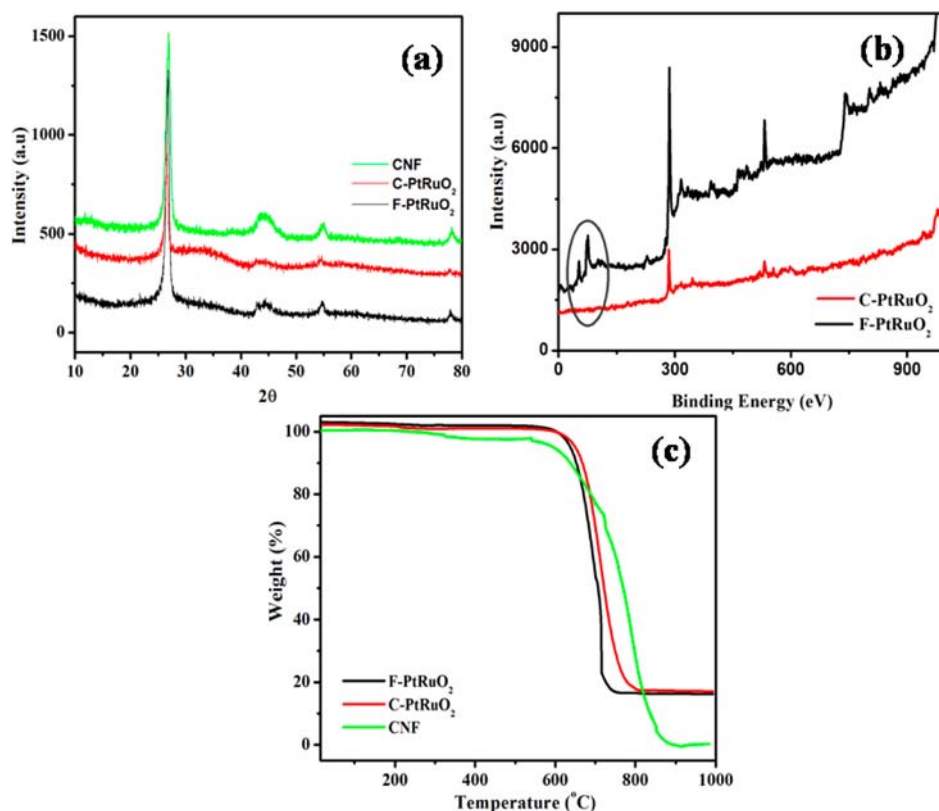 (a)
1500
1000
500
0
Intensity (a.u)
CNF
C-PtRuO₂
F-PtRuO₂
10 20 30 40 50 60 70 80
2θ
(b)
9000
6000
3000
0
Intensity (a.u)
C-PtRuO₂
F-PtRuO₂
0 300 600 900
Binding Energy (eV)
(c)
100
80
60
40
20
0
Weight (%)
F-PtRuO₂
C-PtRuO₂
CNF
200 400 600 800 1000
Temperature (°C)